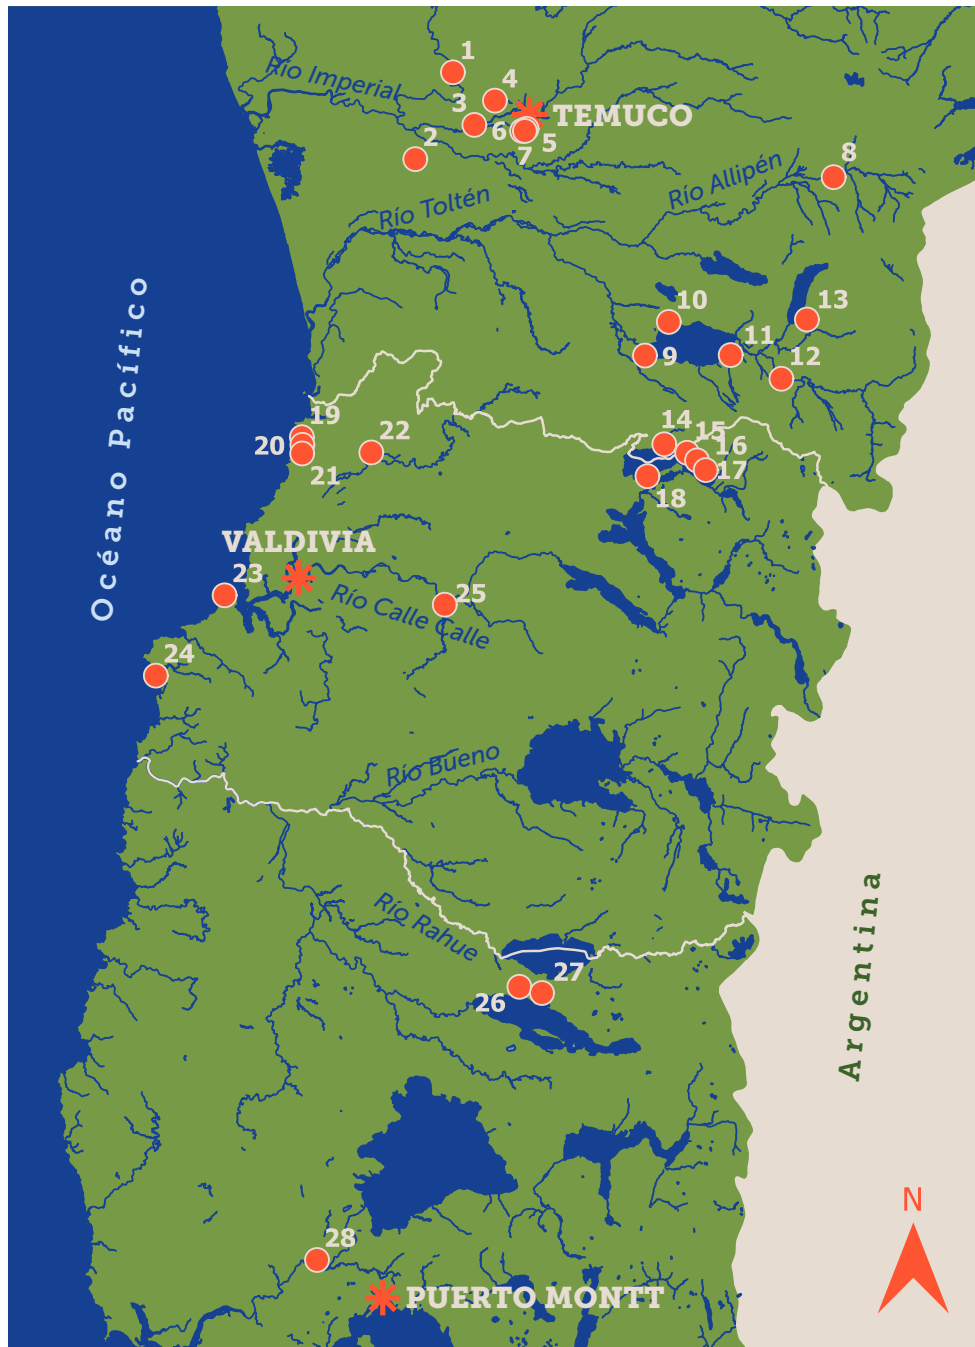 1
Río Imperial
4
3
TEMUCO
6
5
2
7
8
Río Allipén
Río Toltén
Océano Pacífico
10
13
11
9
12
19
14
15
22
20
16
21
17
18
VALDIVIA
23
25
Río Calle Calle
24
Río Bueno
Argentina
Río Rahue
27
26
N
28
PUERTO MONTT